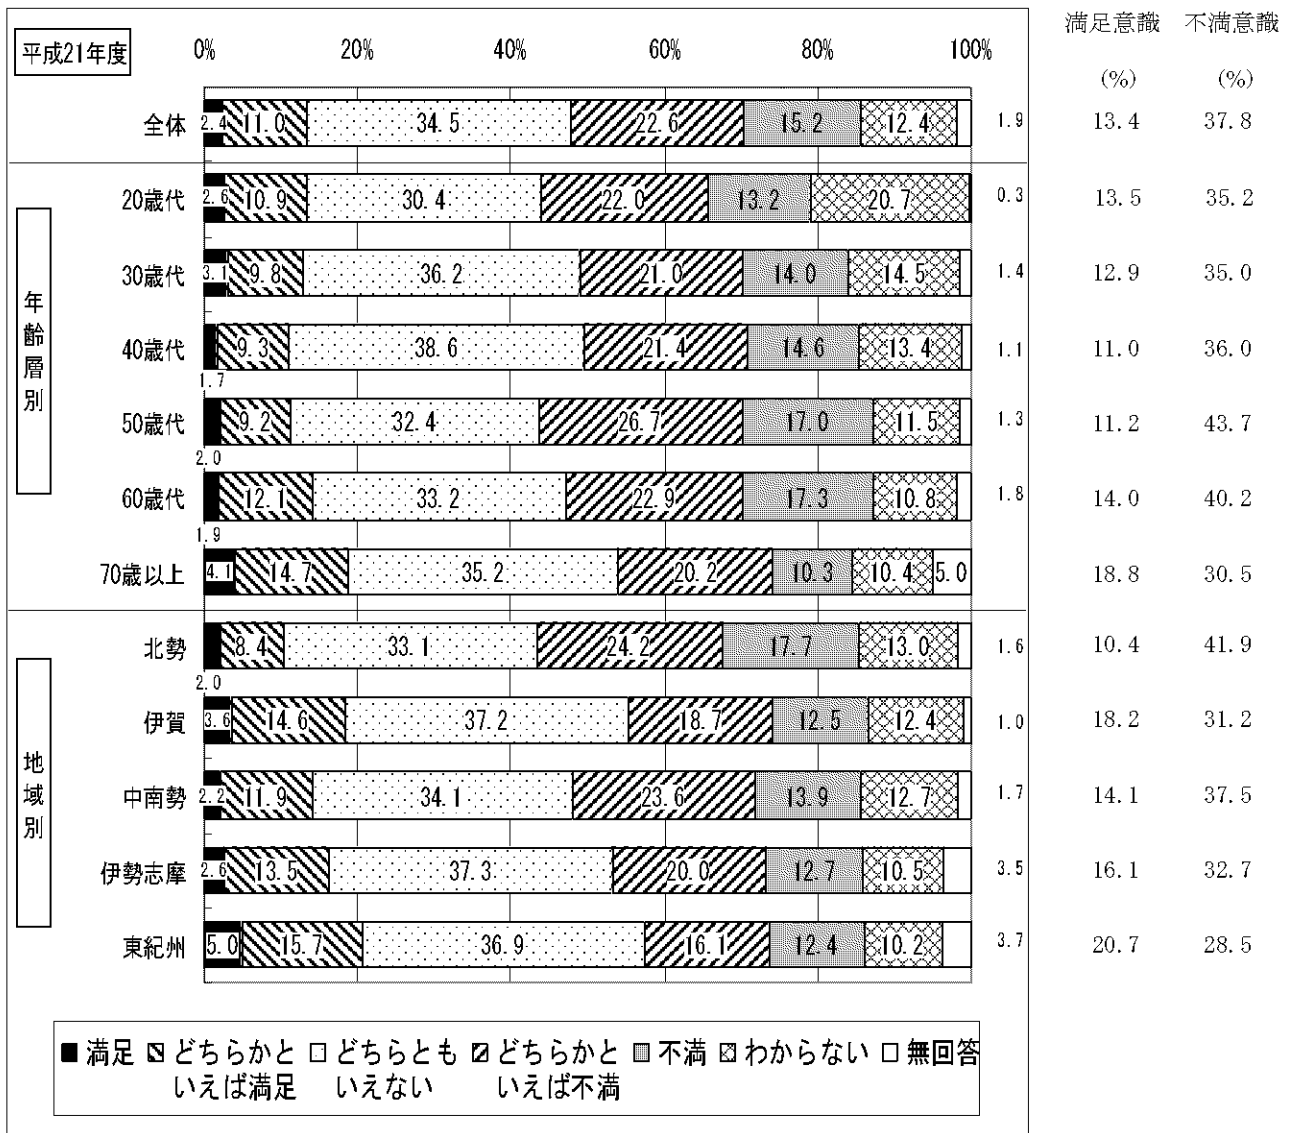 満足意識 不満意識
平成21年度 0% 20% 40% 60% 80% 100%
(%) (%)
全体 2.4 11.0 34.5 22.6 15.2 12.4 1.9 13.4 37.8
年齢層別
20歳代 2.6 10.9 30.4 22.0 13.2 20.7 0.3 13.5 35.2
30歳代 3.1 9.8 36.2 21.0 14.0 14.5 1.4 12.9 35.0
40歳代 9.3 38.6 21.4 14.6 13.4 1.1 11.0 36.0
1.7
50歳代 9.2 32.4 26.7 17.0 11.5 1.3 11.2 43.7
2.0
60歳代 12.1 33.2 22.9 17.3 10.8 1.8 14.0 40.2
1.9
70歳以上 4.1 14.7 35.2 20.2 10.3 10.4 5.0 18.8 30.5
地域別
北勢 8.4 33.1 24.2 17.7 13.0 1.6 10.4 41.9
2.0
伊賀 3.6 14.6 37.2 18.7 12.5 12.4 1.0 18.2 31.2
中南勢 2.2 11.9 34.1 23.6 13.9 12.7 1.7 14.1 37.5
伊勢志摩 2.6 13.5 37.3 20.0 12.7 10.5 3.5 16.1 32.7
東紀州 5.0 15.7 36.9 16.1 12.4 10.2 3.7 20.7 28.5
満足 どちらかと どちらとも どちらかと 不満 わからない 無回答
いえば満足 いえない いえば不満